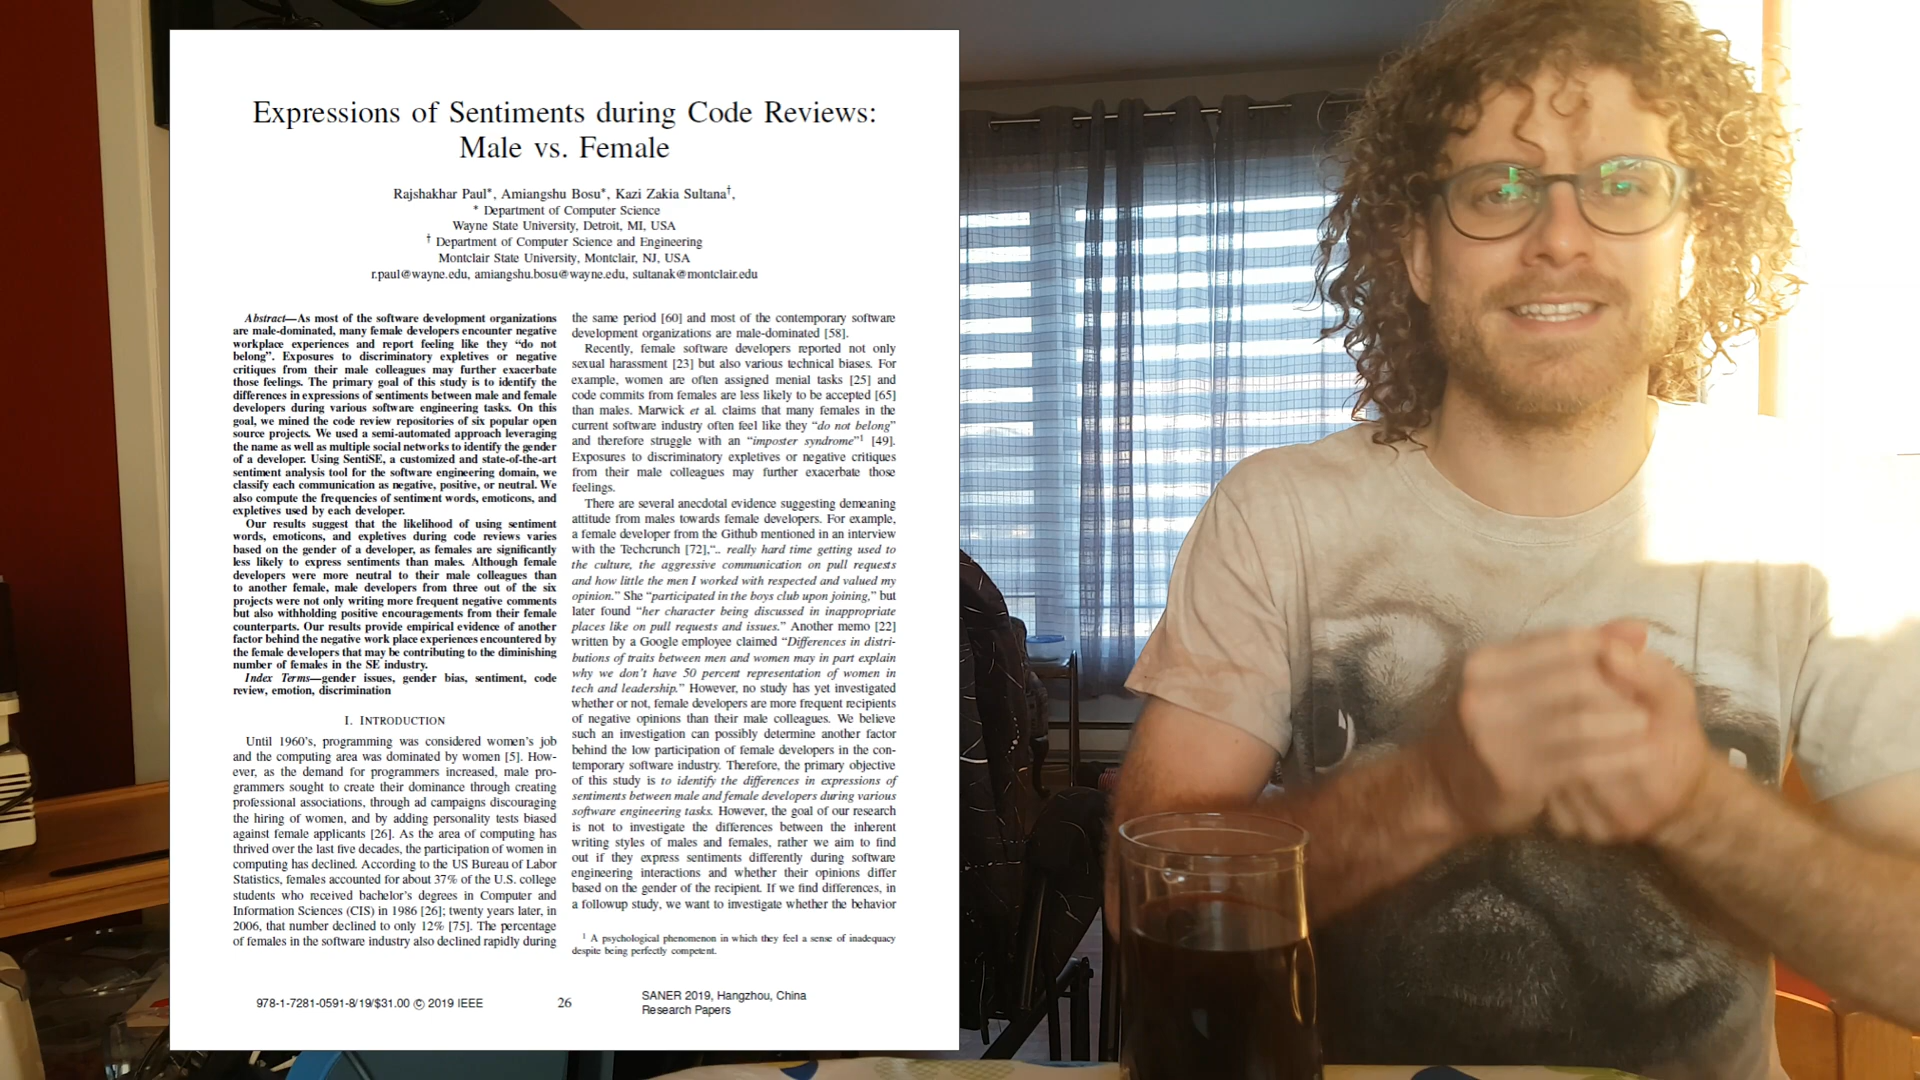 Expressions of Sentiments during Code Reviews:
Male vs. Female
Rajshakhar Paul*, Amiangshu Bosu*, Kazi Zakia Sultana†,
* Department of Computer Science
Wayne State University, Detroit, MI, USA
† Department of Computer Science and Engineering
Montclair State University, Montclair, NJ, USA
r.paul@wayne.edu, amiangshu.bosu@wayne.edu, sultanak@montclair.edu
Abstract—As most of the software development organizations
are male-dominated, many female developers encounter negative
workplace experiences and report feeling like they “do not
belong”. Exposures to discriminatory expletives or negative
critiques from their male colleagues may further exacerbate
those feelings. The primary goal of this study is to identify the
differences in expressions of sentiments between male and female
developers during various software engineering tasks. On this
goal, we mined the code review repositories of six popular open
source projects. We used a semi-automated approach leveraging
the name as well as multiple social networks to identify the gender
of a developer. Using SentiSE, a customized and state-of-the-art
sentiment analysis tool for the software engineering domain, we
classify each communication as negative, positive, or neutral. We
also compute the frequencies of sentiment words, emoticons, and
expletives used by each developer.
Our results suggest that the likelihood of using sentiment
words, emoticons, and expletives during code reviews varies
based on the gender of a developer, as females are significantly
less likely to express sentiments than males. Although female
developers were more neutral to their male colleagues than
to another female, male developers from three out of the six
projects were not only writing more frequent negative comments
but also withholding positive encouragements from their female
counterparts. Our results provide empirical evidence of another
factor behind the negative work place experiences encountered by
the female developers that may be contributing to the diminishing
number of females in the SE industry.
Index Terms—gender issues, gender bias, sentiment, code
review, emotion, discrimination
I. INTRODUCTION
Until 1960’s, programming was considered women’s job
and the computing area was dominated by women [5]. How-
ever, as the demand for programmers increased, male pro-
grammers sought to create their dominance through creating
professional associations, through ad campaigns discouraging
the hiring of women, and by adding personality tests biased
against female applicants [26]. As the area of computing has
thrived over the last five decades, the participation of women in
computing has declined. According to the US Bureau of Labor
Statistics, females accounted for about 37% of the U.S. college
students who received bachelor’s degrees in Computer and
Information Sciences (CIS) in 1986 [26]; twenty years later, in
2006, that number declined to only 12% [75]. The percentage
of females in the software industry also declined rapidly during
the same period [60] and most of the contemporary software
development organizations are male-dominated [58].
Recently, female software developers reported not only
sexual harassment [23] but also various technical biases. For
example, women are often assigned menial tasks [25] and
code commits from females are less likely to be accepted [65]
than males. Marwick et al. claims that many females in the
current software industry often feel like they “do not belong”
and therefore struggle with an “imposter syndrome”1 [49].
Exposures to discriminatory expletives or negative critiques
from their male colleagues may further exacerbate those
feelings.
There are several anecdotal evidence suggesting demeaning
attitude from males towards female developers. For example,
a female developer from the Github mentioned in an interview
with the Techcrunch [72],“.. really hard time getting used to
the culture, the aggressive communication on pull requests
and how little the men I worked with respected and valued my
opinion.” She “participated in the boys club upon joining,” but
later found “her character being discussed in inappropriate
places like on pull requests and issues.” Another memo [22]
written by a Google employee claimed “Differences in distri-
butions of traits between men and women may in part explain
why we don’t have 50 percent representation of women in
tech and leadership.” However, no study has yet investigated
whether or not, female developers are more frequent recipients
of negative opinions than their male colleagues. We believe
such an investigation can possibly determine another factor
behind the low participation of female developers in the con-
temporary software industry. Therefore, the primary objective
of this study is to identify the differences in expressions of
sentiments between male and female developers during various
software engineering tasks. However, the goal of our research
is not to investigate the differences between the inherent
writing styles of males and females, rather we aim to find
out if they express sentiments differently during software
engineering interactions and whether their opinions differ
based on the gender of the recipient. If we find differences, in
a followup study, we want to investigate whether the behavior
1 A psychological phenomenon in which they feel a sense of inadequacy
despite being perfectly competent.
978-1-7281-0591-8/19/$31.00 © 2019 IEEE
26
SANER 2019, Hangzhou, China
Research Papers